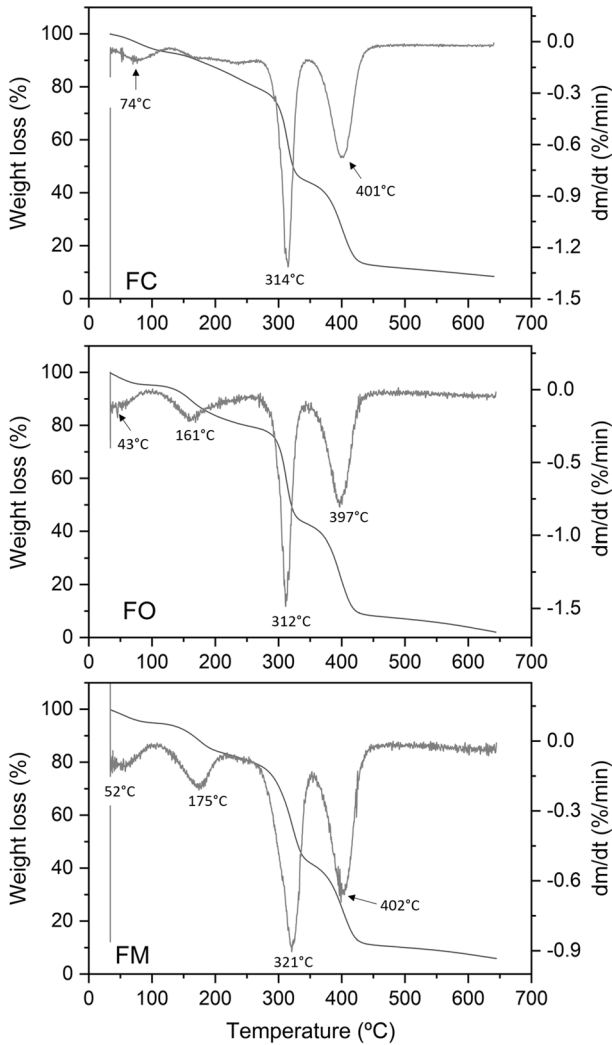 100
80
60
40
20
0
Weight loss (%)
0.0
-0.3
-0.6
-0.9
-1.2
-1.5
dm/dt (%/min)
74°C
401°C
314°C
FC
0 100 200 300 400 500 600 700
100
80
60
40
20
0
Weight loss (%)
0.0
-0.5
-1.0
-1.5
dm/dt (%/min)
43°C
161°C
397°C
312°C
FO
0 100 200 300 400 500 600 700
100
80
60
40
20
0
Weight loss (%)
0.0
-0.3
-0.6
-0.9
dm/dt (%/min)
52°C
175°C
402°C
321°C
FM
0 100 200 300 400 500 600 700
Temperature (ºC)